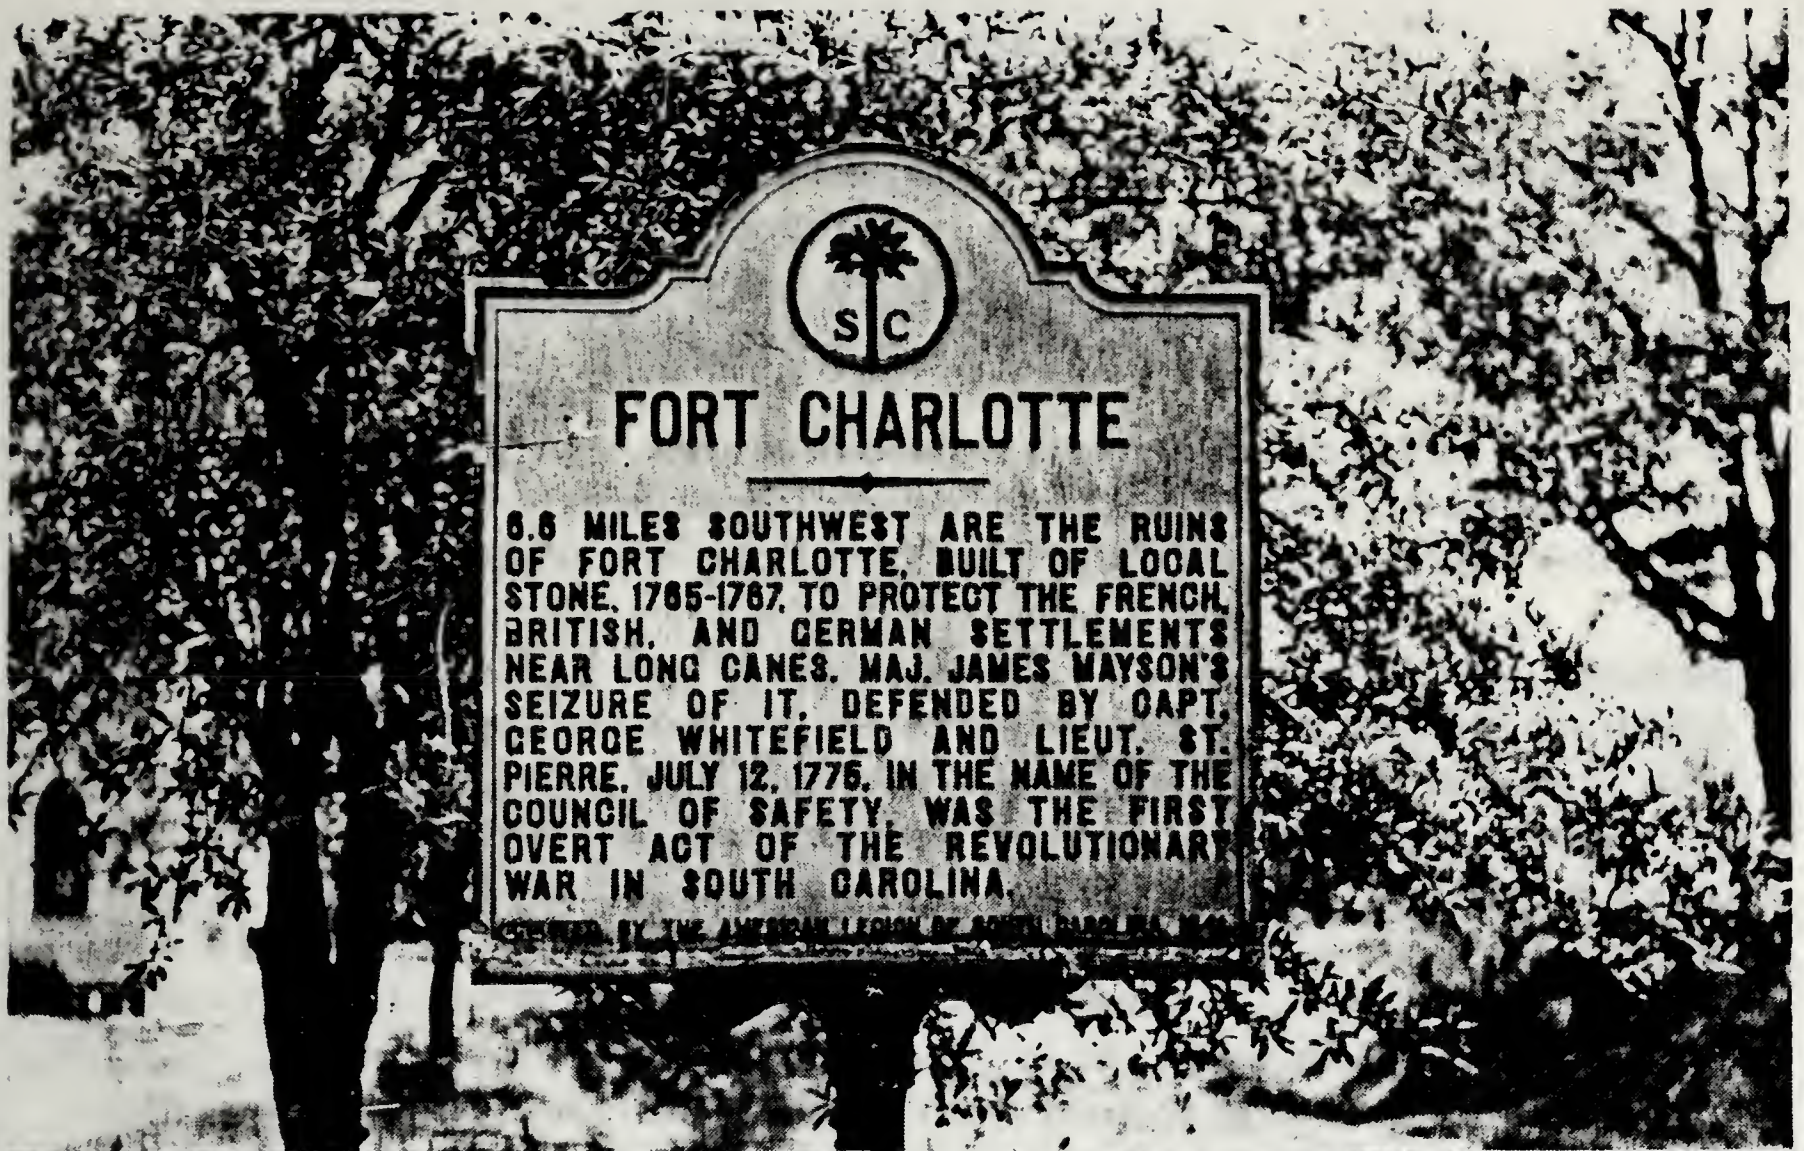 S C
FORT CHARLOTTE
6.6 MILES SOUTHWEST ARE THE RUINS
OF FORT CHARLOTTE, BUILT OF LOCAL
STONE, 1765-1767, TO PROTECT THE FRENCH,
BRITISH, AND GERMAN SETTLEMENTS
NEAR LONG CANES. MAJ. JAMES MAYSON'S
SEIZURE OF IT, DEFENDED BY CAPT.
GEORGE WHITEFIELD AND LIEUT. ST.
PIERRE, JULY 12, 1775, IN THE NAME OF THE
COUNCIL OF SAFETY, WAS THE FIRST
OVERT ACT OF THE REVOLUTIONARY
WAR IN SOUTH CAROLINA.
BY THE AMERICAN LEGION OF SOUTH CAROLINA